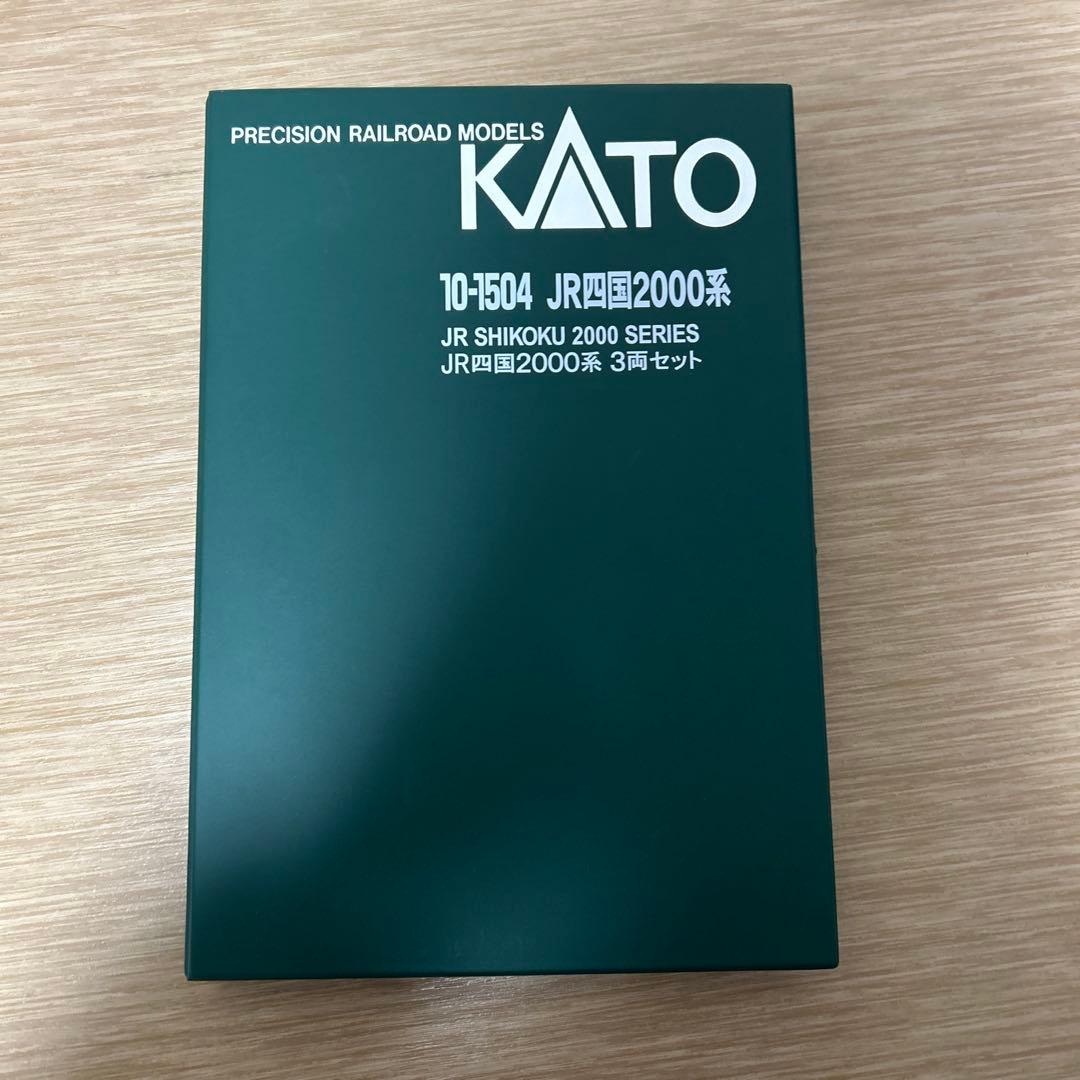 PRECISION RAILROAD MODELS
KATO
10-1504 JR四国2000系
JR SHIKOKU 2000 SERIES
JR四国2000系 3両セット